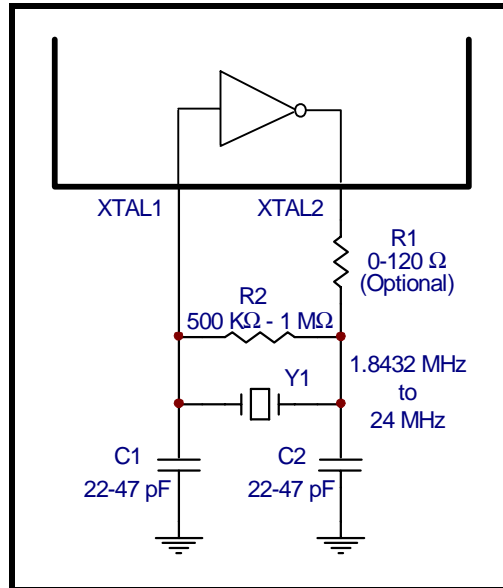 XTAL1
XTAL2
R1
0-120 Ω
(Optional)
R2
500 KΩ - 1 MΩ
Y1
1.8432 MHz
to
24 MHz
C1
22-47 pF
C2
22-47 pF